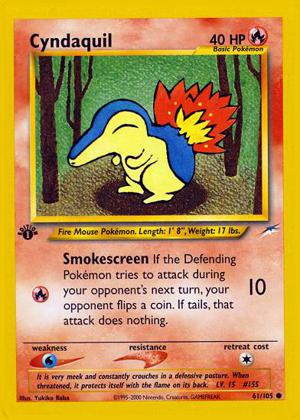 Cyndaquil 40 HP
Basic Pokémon
EDITION
1
Fire Mouse Pokémon. Length: 1' 8", Weight: 17 lbs.
Smokescreen If the Defending
Pokémon tries to attack during
your opponent's next turn, your
opponent flips a coin. If tails, that
attack does nothing.
10
weakness resistance retreat cost
It is very meek and constantly crouches in a defensive posture. When
threatened, it protects itself with the flame on its back. LV. 15 #155
Illus. Yukiko Baba ©1995-2000 Nintendo, Creatures, GAMEFREAK 61/105